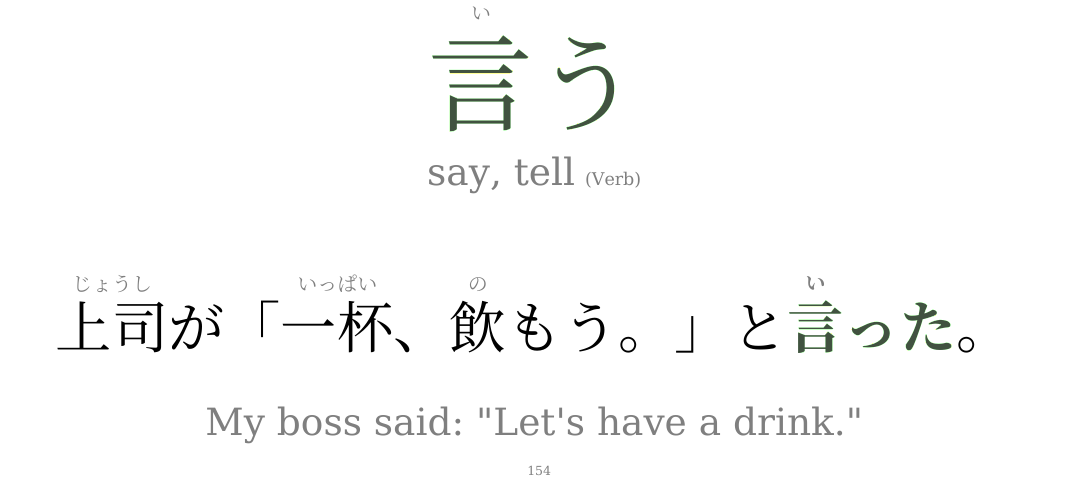 い
言う
say, tell (Verb)
じょうし いっぱい の い
上司が「一杯、飲もう。」と言った。
My boss said: "Let's have a drink."
154